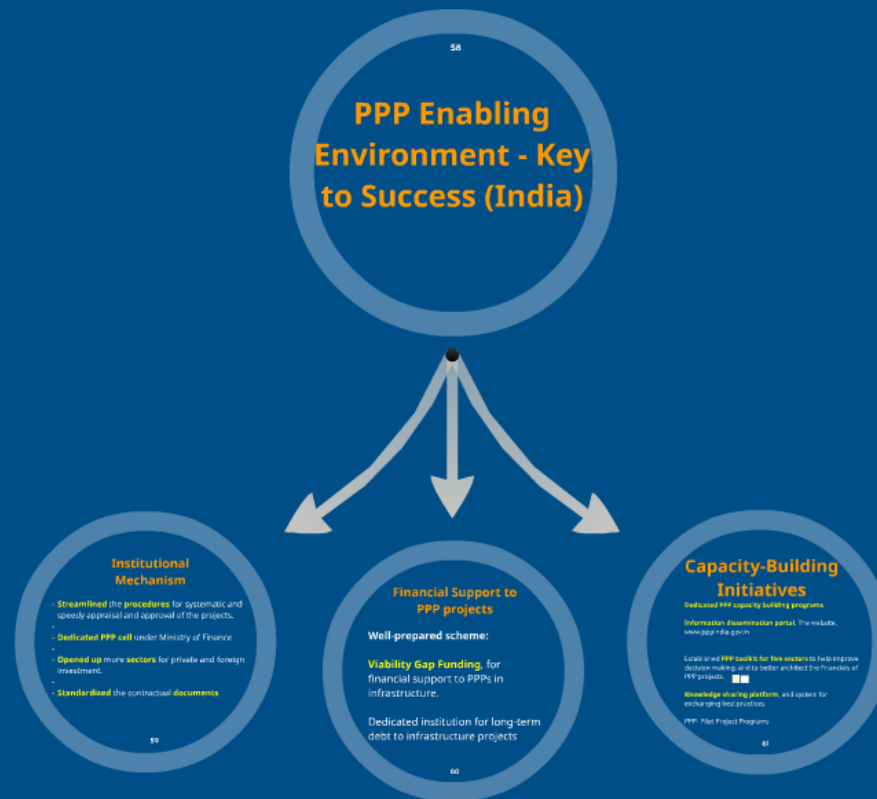 58
PPP Enabling
Environment - Key
to Success (India)
Institutional
Mechanism
- Streamlined the procedures for systematic and
speedy appraisal and approval of the projects.
-
- Dedicated PPP cell under Ministry of Finance
-
- Opened up more sectors for private and foreign
investment.
-
- Standardized the contractual documents
59
Financial Support to
PPP projects
Well-prepared scheme:
Viability Gap Funding, for
financial support to PPPs in
infrastructure.
Dedicated institution for long-term
debt to infrastructure projects
60
Capacity-Building
Initiatives
Dedicated PPP capacity building programs
Information dissemination portal. The website,
www.pppindia.gov.in
Established PPP toolkit for five sectors to help improve
decision making, and to better architect the financials of
PPP projects.
Knowledge sharing platform, and system for
exchanging best practices.
PPP- Pilot Project Programs
61